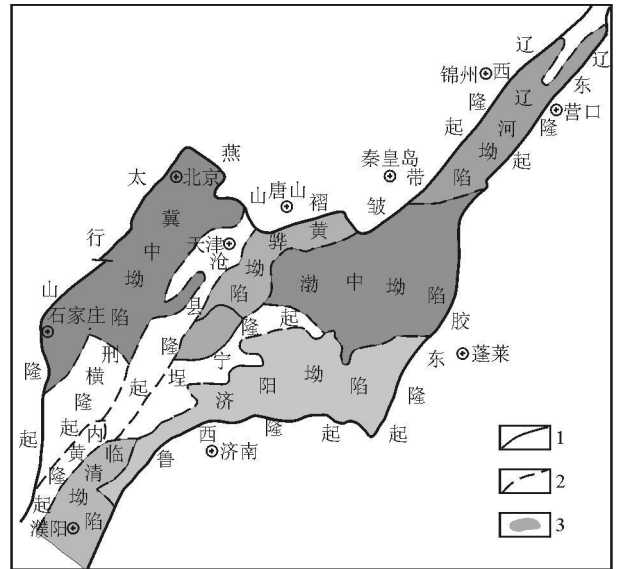 辽西隆起
锦州
辽东隆起
营口
辽河坳陷
秦皇岛
燕山褶皱带
唐山
太行山隆起
北京
冀中坳陷
天津
沧县隆起
黄骅坳陷
渤中坳陷
石家庄
刑横隆起
埕宁隆起
胶东隆起
蓬莱
济阳坳陷
内黄隆起
临清坳陷
鲁西隆起
济南
濮阳
1
2
3